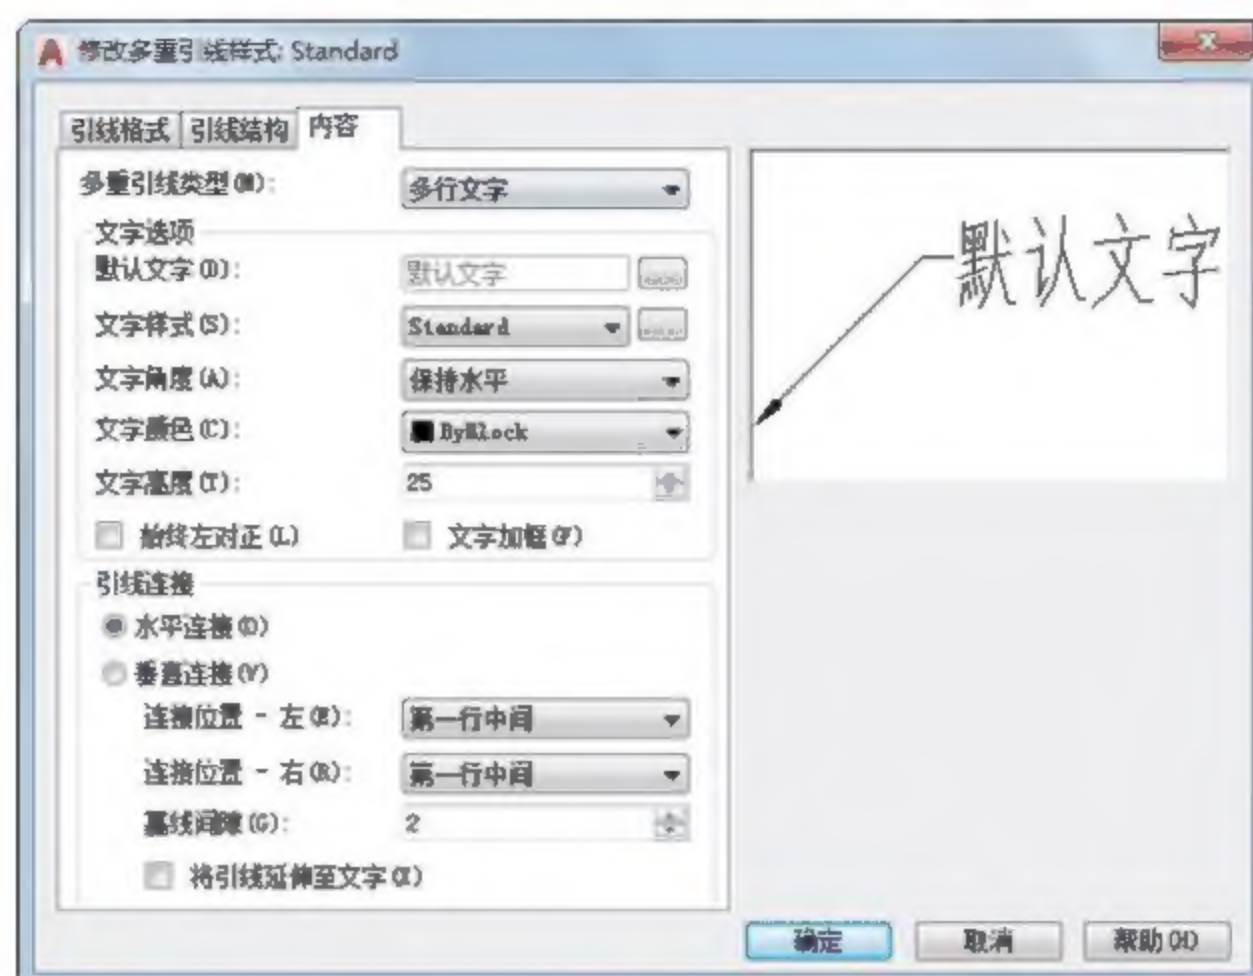 修改多重引线样式: Standard
引线格式 引线结构 内容
多重引线类型(M): 多行文字
文字选项
默认文字(D): 默认文字
文字样式(S): Standard
文字角度(A): 保持水平
文字颜色(C): ByBlock
文字高度(T): 25
始终左对正(L) 文字加框(F)
引线连接
水平连接(O)
垂直连接(V)
连接位置 - 左(E): 第一行中间
连接位置 - 右(R): 第一行中间
基线间隙(G): 2
将引线延伸至文字(X)
默认文字
确定 取消 帮助(H)